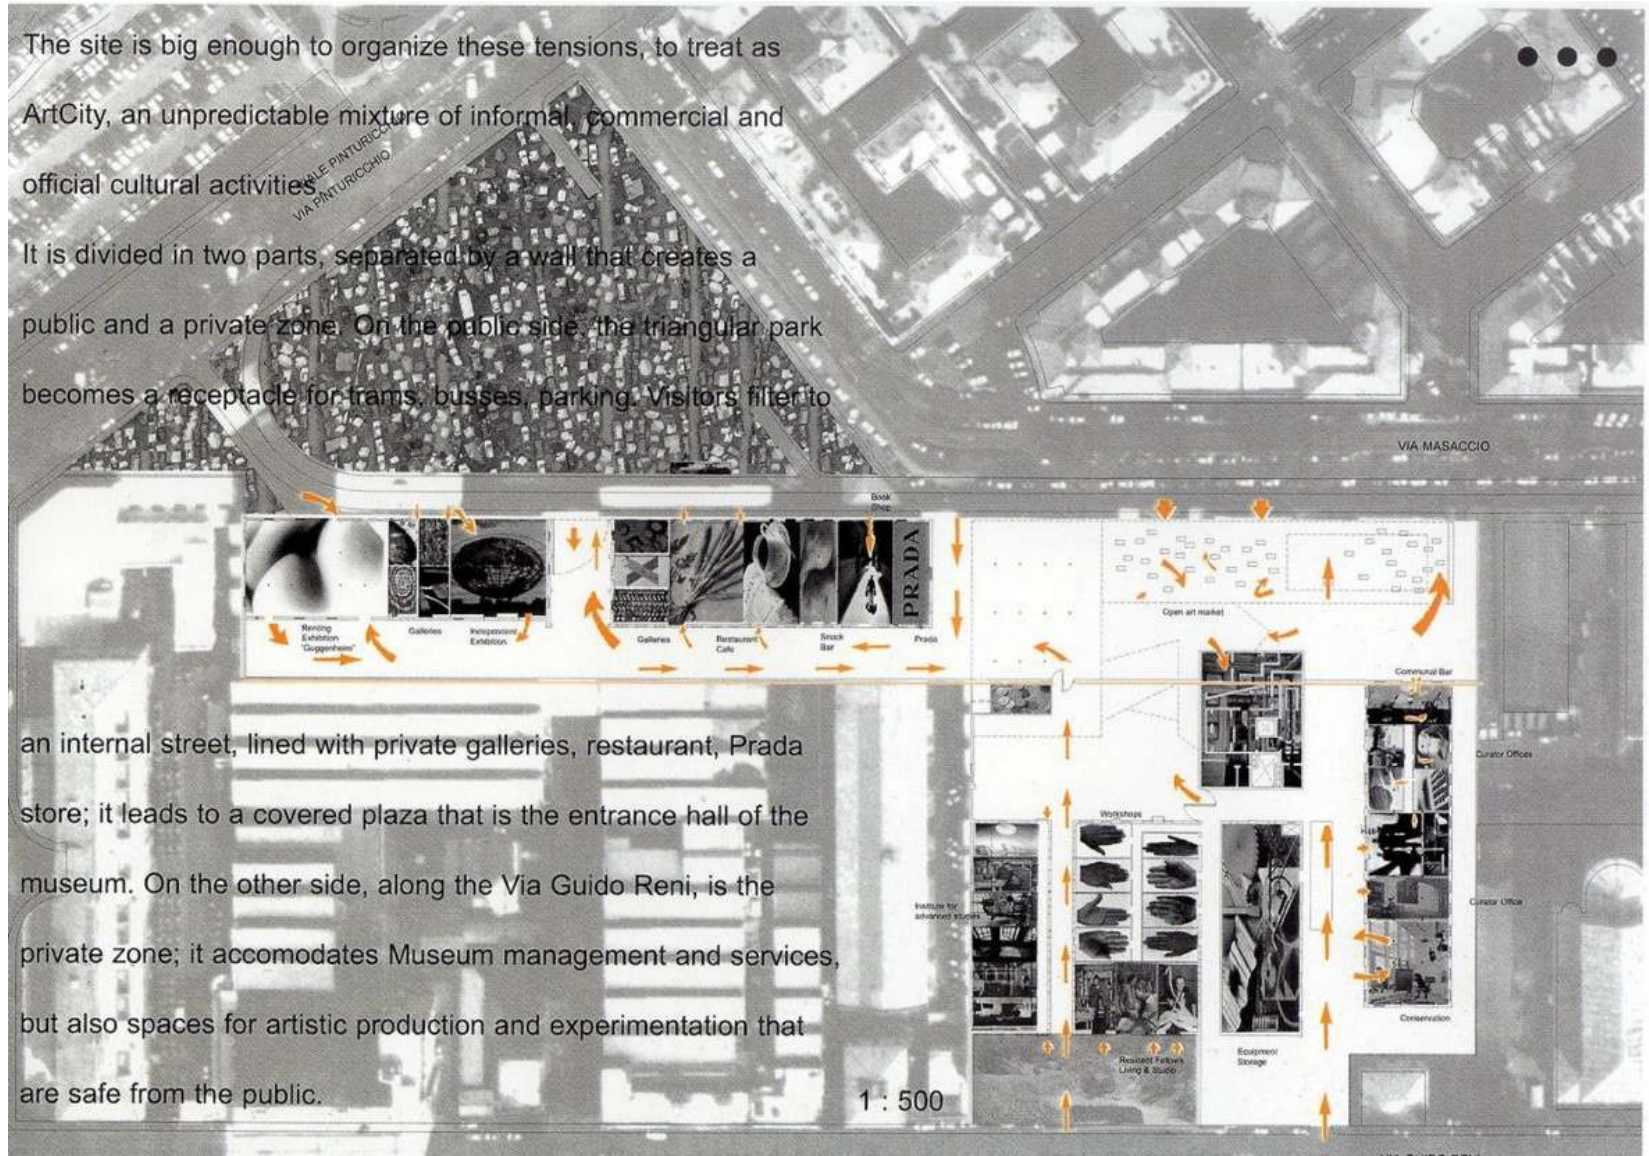 The site is big enough to organize these tensions, to treat as
ArtCity, an unpredictable mixture of informal, commercial and
official cultural activities.
It is divided in two parts, separated by a wall that creates a
public and a private zone. On the public side, the triangular park
becomes a receptacle for trams, busses, parking. Visitors filter to
VIALE PINTURICCHIO
VIA PINTURICCHIO
VIA MASACCIO
Book
Shop
PRADA
Renting
Exhibition
"Guggenheim"
Galleries
Independent
Exhibition
Galleries
Restaurant
Cafe
Snack
Bar
Prada
Open art market
Communal Bar
an internal street, lined with private galleries, restaurant, Prada
store; it leads to a covered plaza that is the entrance hall of the
museum. On the other side, along the Via Guido Reni, is the
private zone; it accomodates Museum management and services,
but also spaces for artistic production and experimentation that
are safe from the public.
Curator Offices
Workshops
Institute for
advanced studies
Curator Office
Conservation
Equipment
Storage
Resident Fellows
Living & Studio
1 : 500